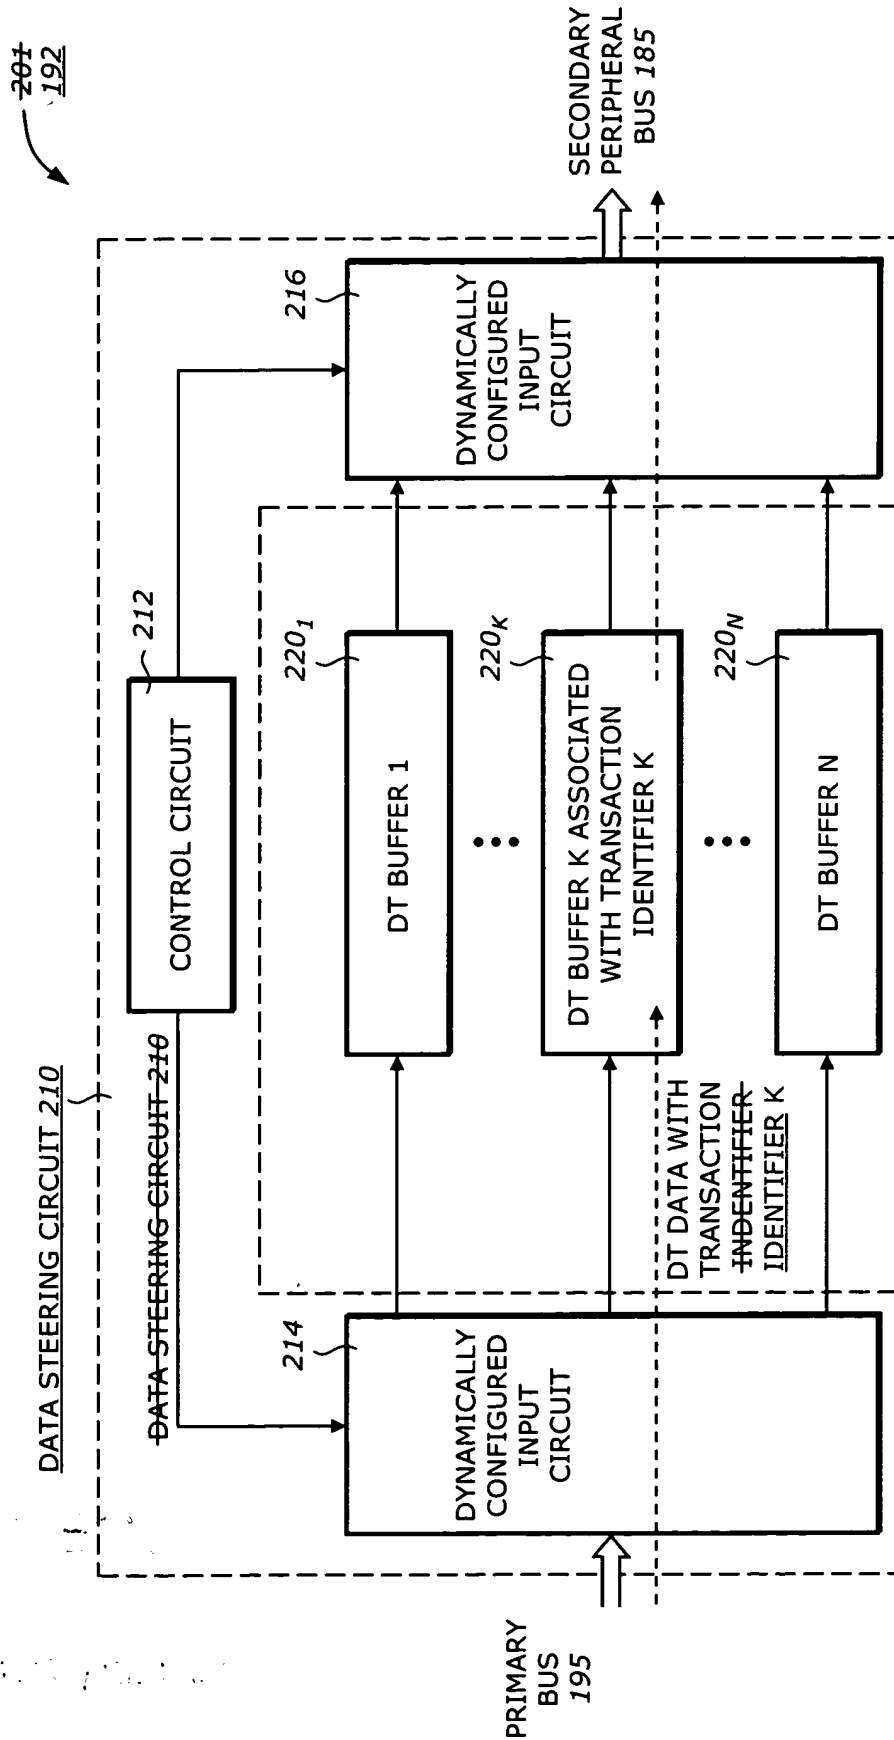 201
192
DATA STEERING CIRCUIT 210
DATA STEERING CIRCUIT 210
CONTROL CIRCUIT
212
PRIMARY
BUS
195
214
DYNAMICALLY
CONFIGURED
INPUT
CIRCUIT
DT BUFFER 1
220₁
DT BUFFER K ASSOCIATED
WITH TRANSACTION
IDENTIFIER K
220ₖ
DT DATA WITH
TRANSACTION
INDENTIFIER
IDENTIFIER K
DT BUFFER N
220_N
216
DYNAMICALLY
CONFIGURED
INPUT
CIRCUIT
SECONDARY
PERIPHERAL
BUS 185